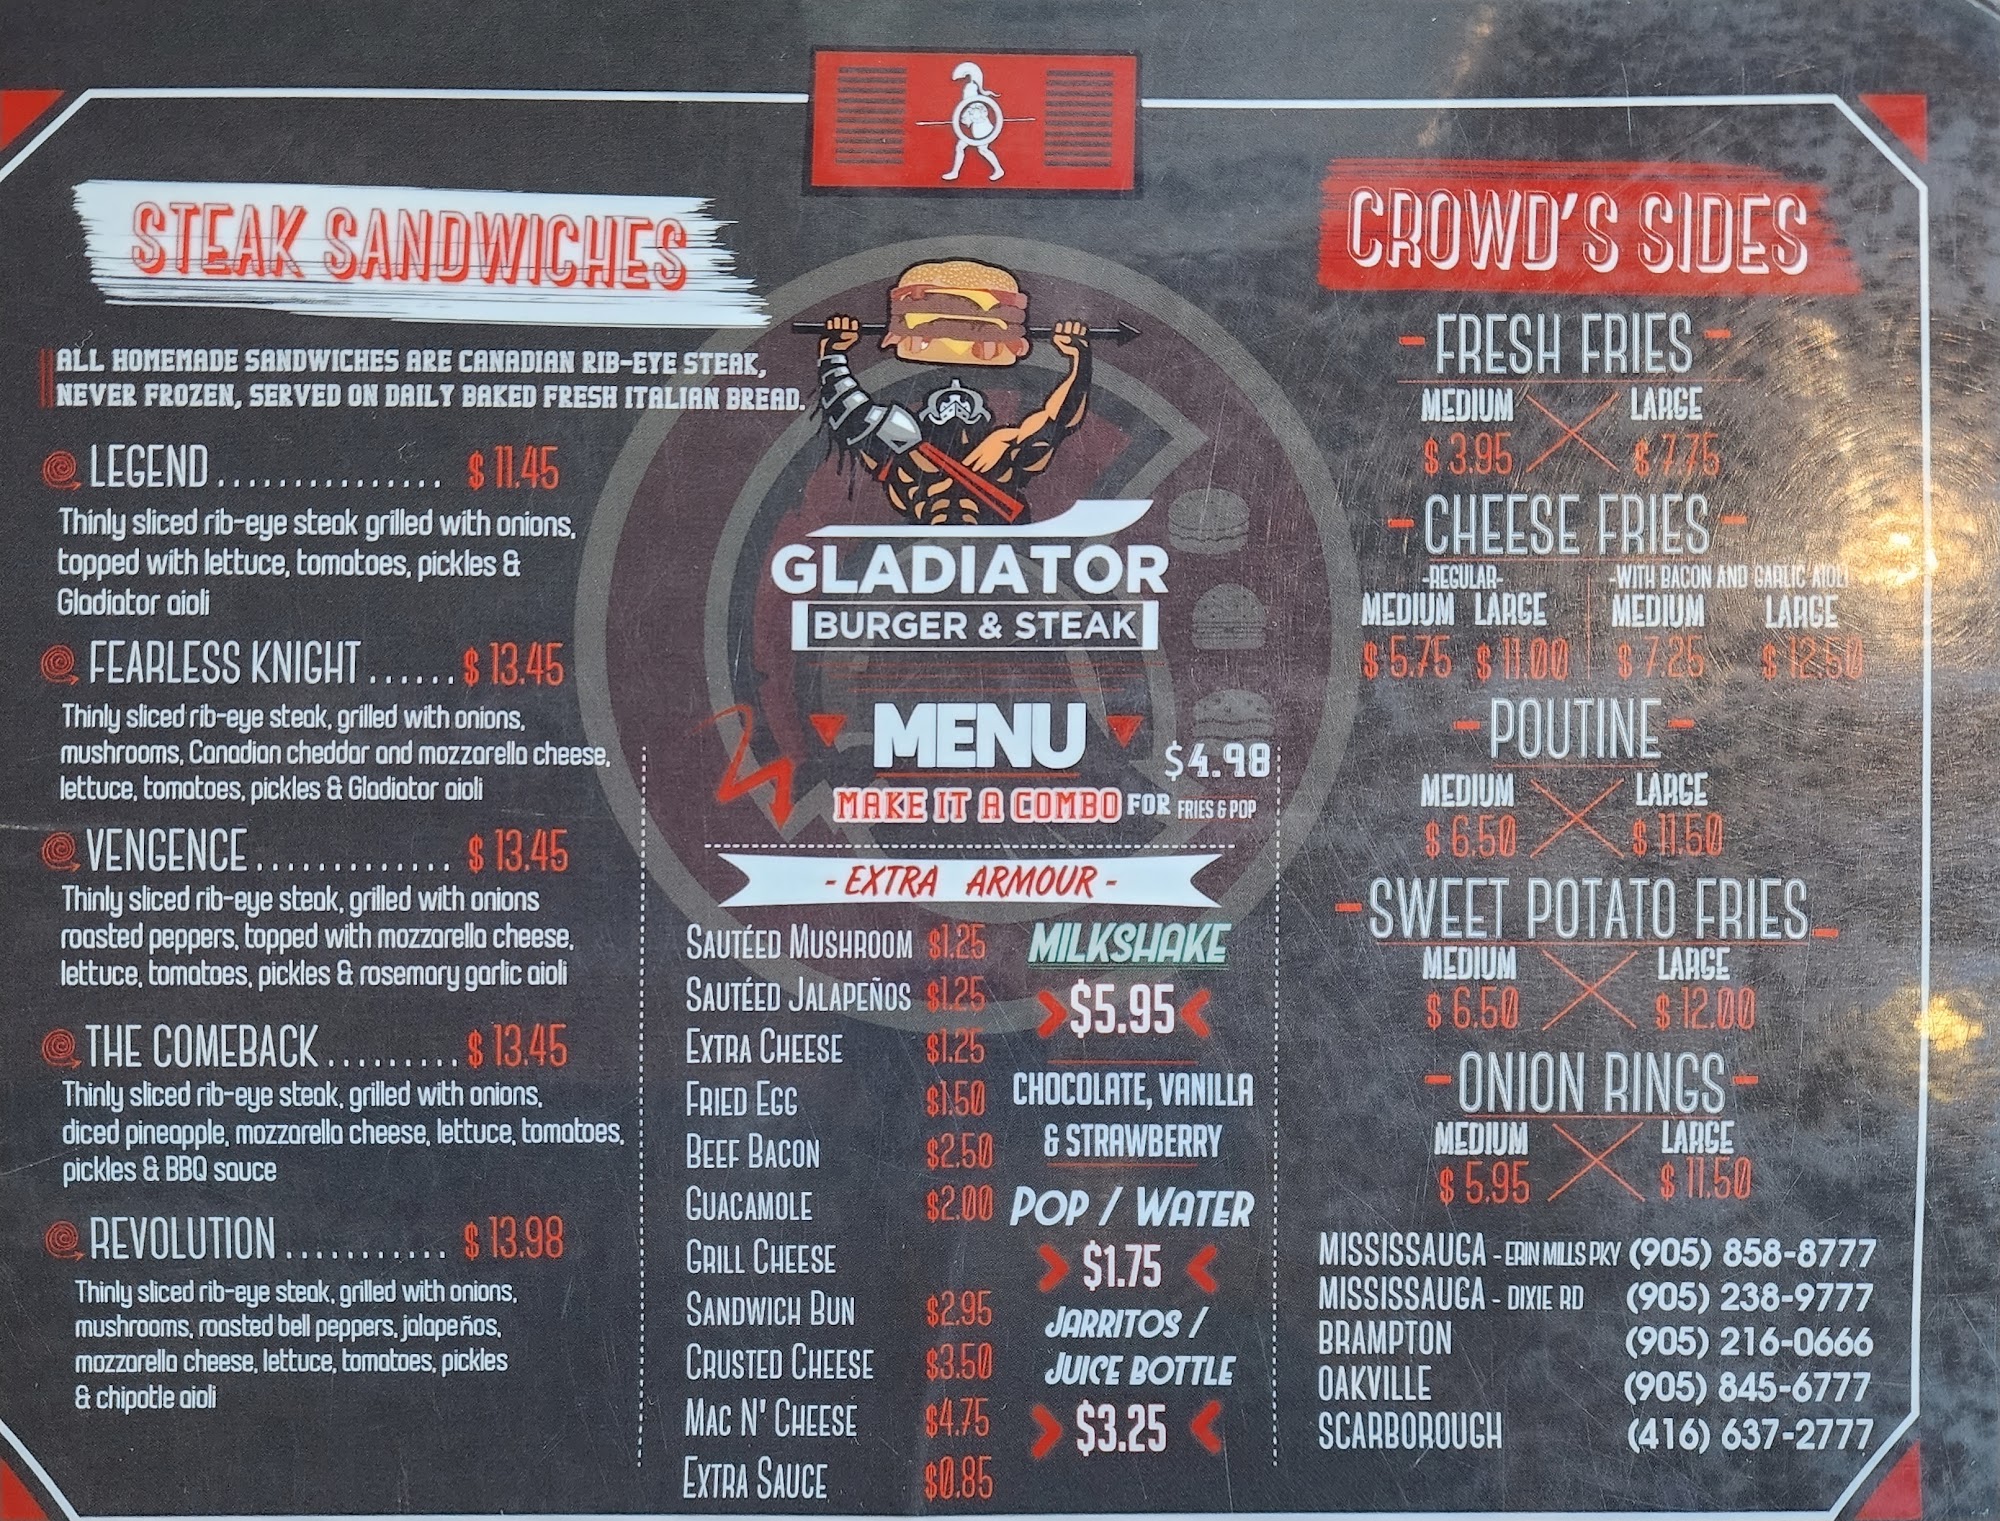 STEAK SANDWICHES
ALL HOMEMADE SANDWICHES ARE CANADIAN RIB-EYE STEAK,
NEVER FROZEN, SERVED ON DAILY BAKED FRESH ITALIAN BREAD.
LEGEND ............... $ 11.45
Thinly sliced rib-eye steak grilled with onions,
topped with lettuce, tomatoes, pickles &
Gladiator aioli
FEARLESS KNIGHT ...... $ 13.45
Thinly sliced rib-eye steak, grilled with onions,
mushrooms, Canadian cheddar and mozzarella cheese,
lettuce, tomatoes, pickles & Gladiator aioli
VENGENCE ............. $ 13.45
Thinly sliced rib-eye steak, grilled with onions
roasted peppers, topped with mozzarella cheese,
lettuce, tomatoes, pickles & rosemary garlic aioli
THE COMEBACK ......... $ 13.45
Thinly sliced rib-eye steak, grilled with onions,
diced pineapple, mozzarella cheese, lettuce, tomatoes,
pickles & BBQ sauce
REVOLUTION ........... $ 13.98
Thinly sliced rib-eye steak, grilled with onions,
mushrooms, roasted bell peppers, jalapeños,
mozzarella cheese, lettuce, tomatoes, pickles
& chipotle aioli
GLADIATOR
BURGER & STEAK
MENU
MAKE IT A COMBO FOR $4.98 FRIES & POP
- EXTRA ARMOUR -
SAUTÉED MUSHROOM $1.25
SAUTÉED JALAPEÑOS $1.25
EXTRA CHEESE $1.25
FRIED EGG $1.50
BEEF BACON $2.50
GUACAMOLE $2.00
GRILL CHEESE
SANDWICH BUN $2.95
CRUSTED CHEESE $3.50
MAC N' CHEESE $4.75
EXTRA SAUCE $0.85
MILKSHAKE
$5.95
CHOCOLATE, VANILLA
& STRAWBERRY
POP / WATER
$1.75
JARRITOS /
JUICE BOTTLE
$3.25
CROWD'S SIDES
- FRESH FRIES -
MEDIUM LARGE
$ 3.95 $ 7.75
- CHEESE FRIES -
-REGULAR- -WITH BACON AND GARLIC AIOLI
MEDIUM LARGE MEDIUM LARGE
$ 5.75 $ 11.00 $ 7.25 $ 12.50
- POUTINE -
MEDIUM LARGE
$ 6.50 $ 11.50
- SWEET POTATO FRIES -
MEDIUM LARGE
$ 6.50 $ 12.00
- ONION RINGS -
MEDIUM LARGE
$ 5.95 $ 11.50
MISSISSAUGA - ERIN MILLS PKY (905) 858-8777
MISSISSAUGA - DIXIE RD (905) 238-9777
BRAMPTON (905) 216-0666
OAKVILLE (905) 845-6777
SCARBOROUGH (416) 637-2777